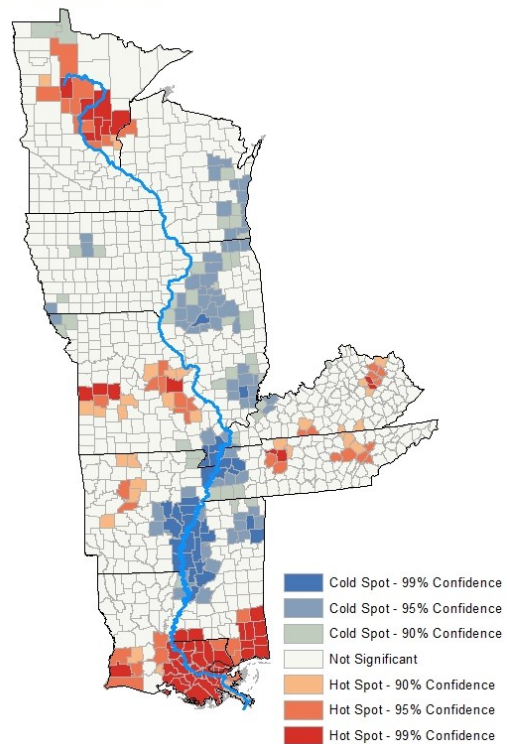 Cold Spot - 99% Confidence
Cold Spot - 95% Confidence
Cold Spot - 90% Confidence
Not Significant
Hot Spot - 90% Confidence
Hot Spot - 95% Confidence
Hot Spot - 99% Confidence